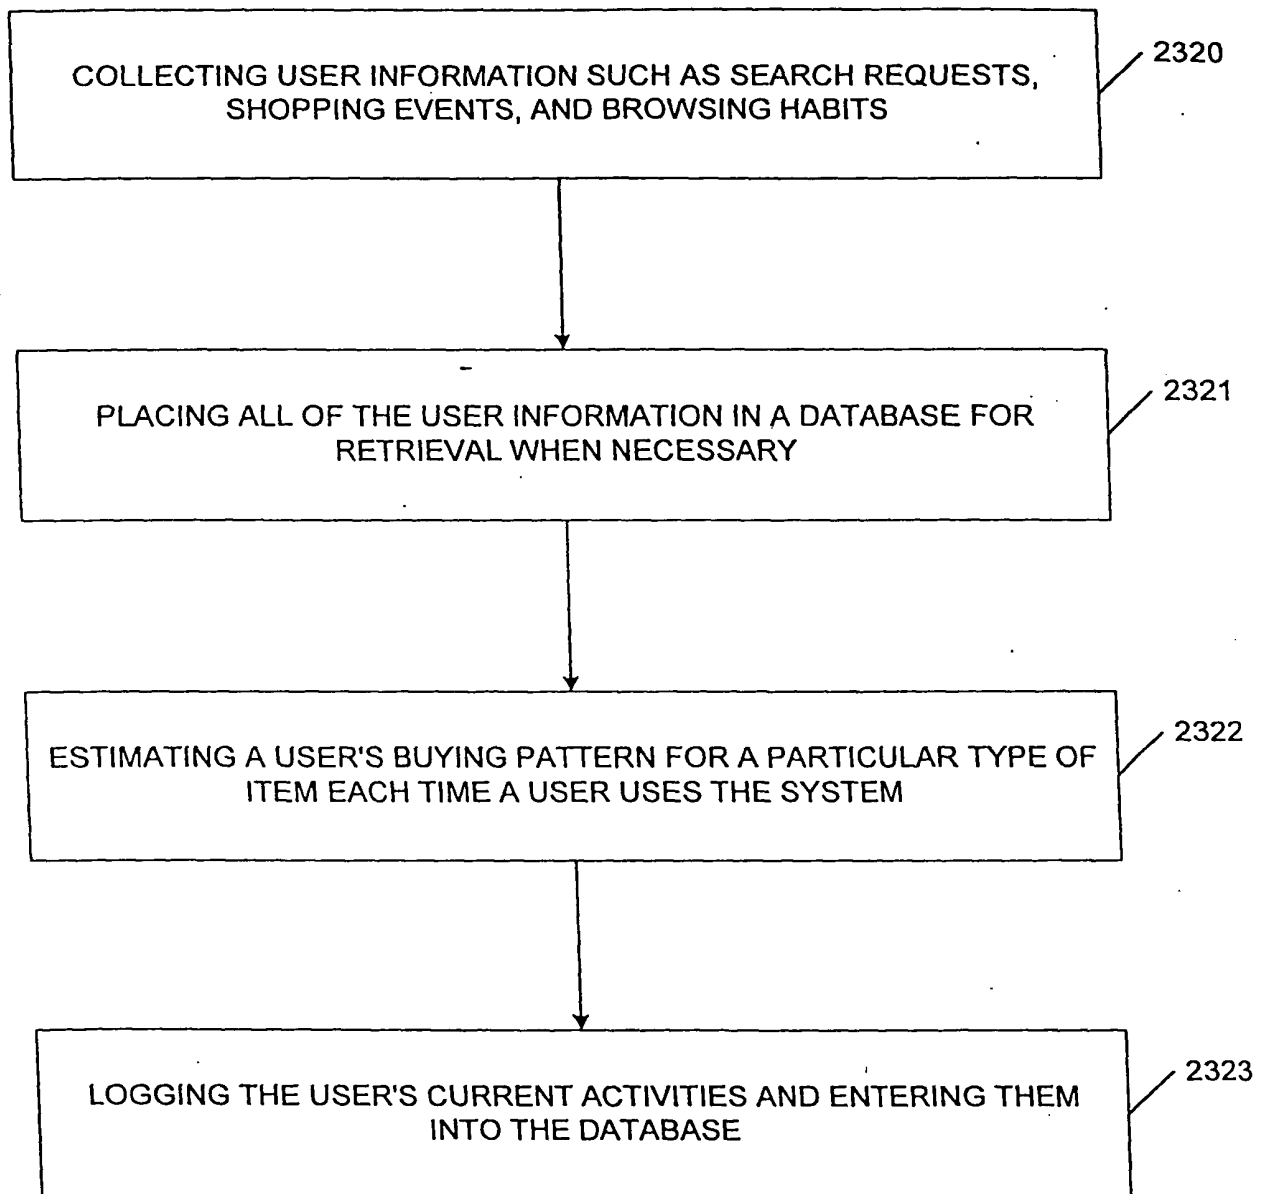 COLLECTING USER INFORMATION SUCH AS SEARCH REQUESTS,
SHOPPING EVENTS, AND BROWSING HABITS
2320
PLACING ALL OF THE USER INFORMATION IN A DATABASE FOR
RETRIEVAL WHEN NECESSARY
2321
ESTIMATING A USER'S BUYING PATTERN FOR A PARTICULAR TYPE OF
ITEM EACH TIME A USER USES THE SYSTEM
2322
LOGGING THE USER'S CURRENT ACTIVITIES AND ENTERING THEM
INTO THE DATABASE
2323